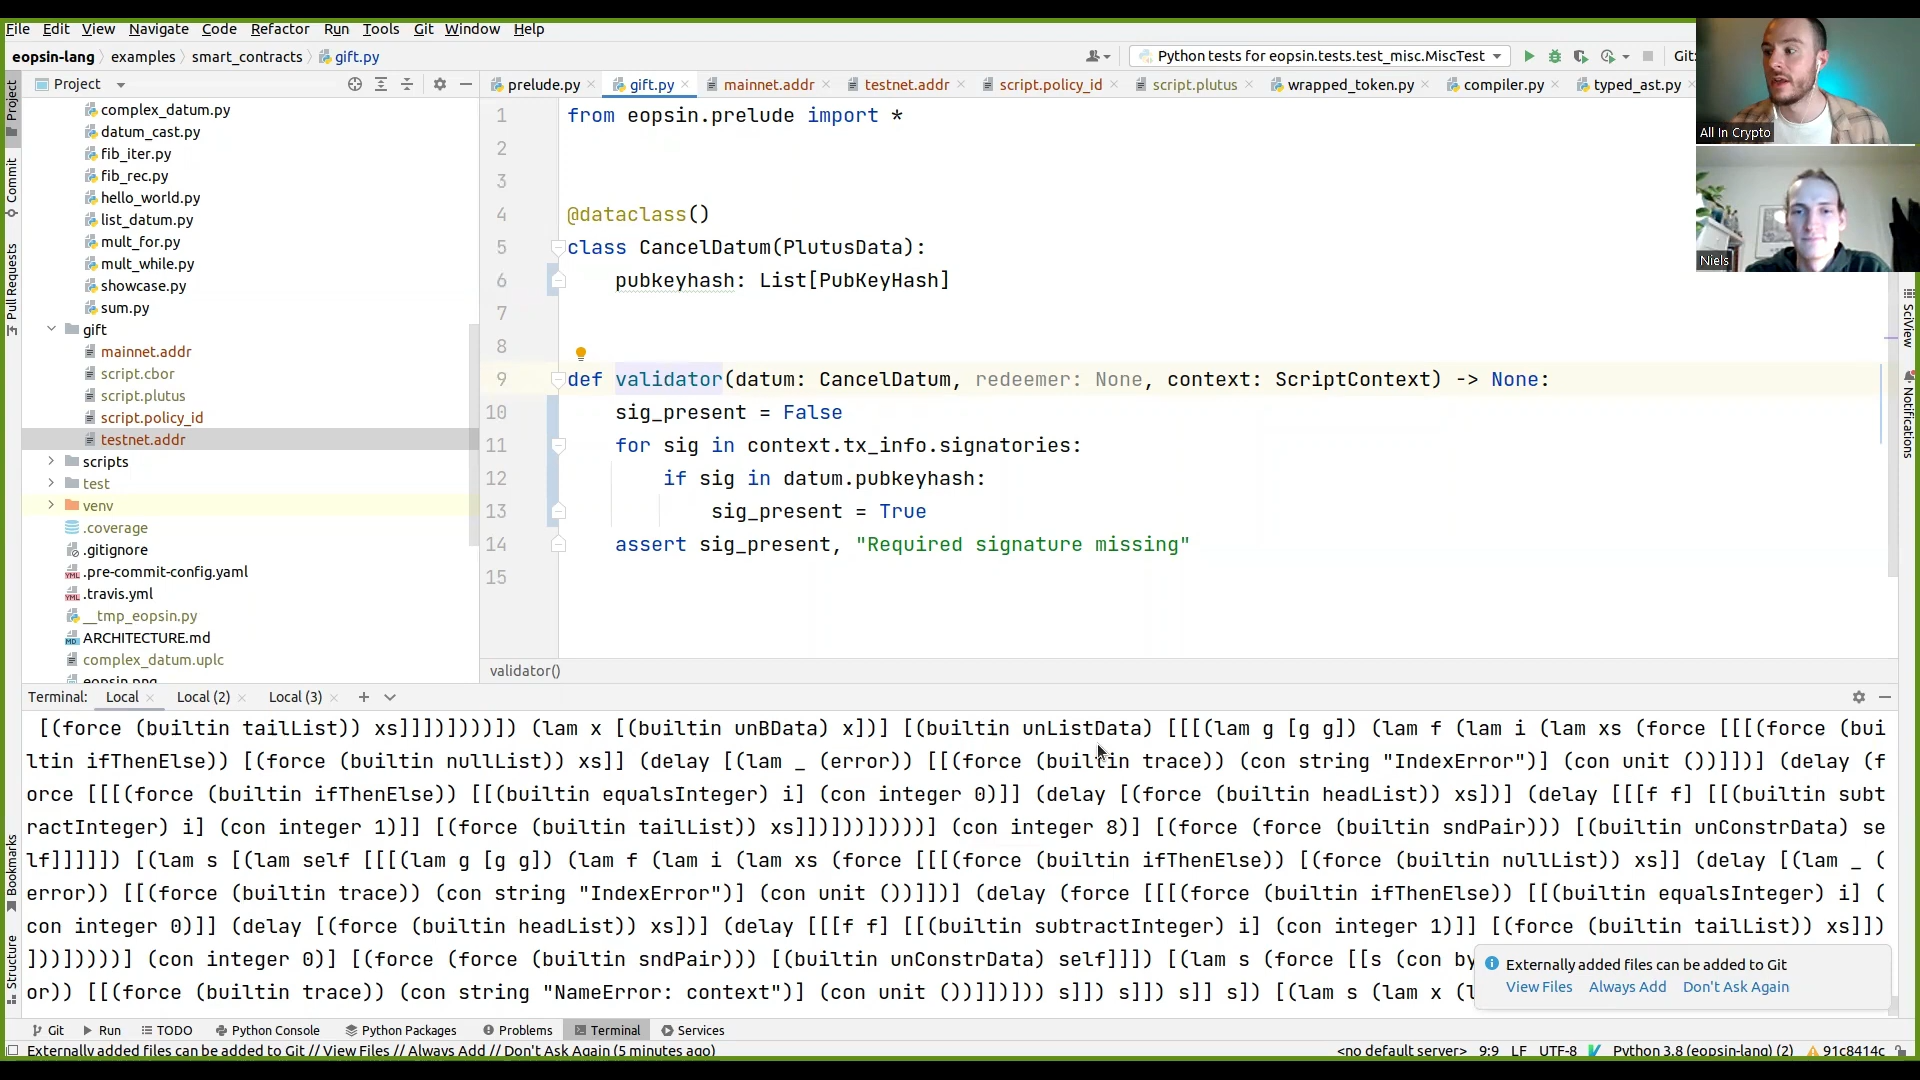 File Edit View Navigate Code Refactor Run Tools Git Window Help
eopsin-lang examples smart_contracts gift.py
Python tests for eopsin.tests.test_misc.MiscTest Git:
Project
prelude.py gift.py mainnet.addr testnet.addr script.policy_id script.plutus wrapped_token.py compiler.py typed_ast.py
All In Crypto
Niels
Project
Commit
Pull Requests
Bookmarks
Structure
SciView
Notifications
complex_datum.py
datum_cast.py
fib_iter.py
fib_rec.py
hello_world.py
list_datum.py
mult_for.py
mult_while.py
showcase.py
sum.py
gift
mainnet.addr
script.cbor
script.plutus
script.policy_id
testnet.addr
scripts
test
venv
.coverage
.gitignore
.pre-commit-config.yaml
.travis.yml
__tmp_eopsin.py
ARCHITECTURE.md
complex_datum.uplc
eopsin.png
1 from eopsin.prelude import *
2
3
4 @dataclass()
5 class CancelDatum(PlutusData):
6 pubkeyhash: List[PubKeyHash]
7
8
9 def validator(datum: CancelDatum, redeemer: None, context: ScriptContext) -> None:
10 sig_present = False
11 for sig in context.tx_info.signatories:
12 if sig in datum.pubkeyhash:
13 sig_present = True
14 assert sig_present, "Required signature missing"
15
validator()
Terminal: Local Local (2) Local (3)
[(force (builtin tailList)) xs]]])])))]) (lam x [(builtin unBData) x])] [(builtin unListData) [[[(lam g [g g]) (lam f (lam i (lam xs (force [[[(force (bui
ltin ifThenElse)) [(force (builtin nullList)) xs]] (delay [(lam _ (error)) [[(force (builtin trace)) (con string "IndexError")] (con unit ())]])] (delay (f
orce [[[(force (builtin ifThenElse)) [[(builtin equalsInteger) i] (con integer 0)]] (delay [(force (builtin headList)) xs])] (delay [[[f f] [[(builtin subt
ractInteger) i] (con integer 1)]] [(force (builtin tailList)) xs]])]))])))))] (con integer 8)] [(force (force (builtin sndPair))) [(builtin unConstrData) se
lf]]]]]) [(lam s [(lam self [[[(lam g [g g]) (lam f (lam i (lam xs (force [[[(force (builtin ifThenElse)) [(force (builtin nullList)) xs]] (delay [(lam _ (
error)) [[(force (builtin trace)) (con string "IndexError")] (con unit ())]])] (delay (force [[[(force (builtin ifThenElse)) [[(builtin equalsInteger) i] (
con integer 0)]] (delay [(force (builtin headList)) xs])] (delay [[[f f] [[(builtin subtractInteger) i] (con integer 1)]] [(force (builtin tailList)) xs]])
]))])))))] (con integer 0)] [(force (force (builtin sndPair))) [(builtin unConstrData) self]]]) [(lam s (force [[s (con by
or)) [[(force (builtin trace)) (con string "NameError: context")] (con unit ())]])])) s]]) s]]) s]] s]) [(lam s (lam x (
Externally added files can be added to Git
View Files Always Add Don't Ask Again
Git Run TODO Python Console Python Packages Problems Terminal Services
Externally added files can be added to Git // View Files // Always Add // Don't Ask Again (5 minutes ago)
<no default server> 9:9 LF UTF-8 Python 3.8 (eopsin-lang) (2) 91c8414c